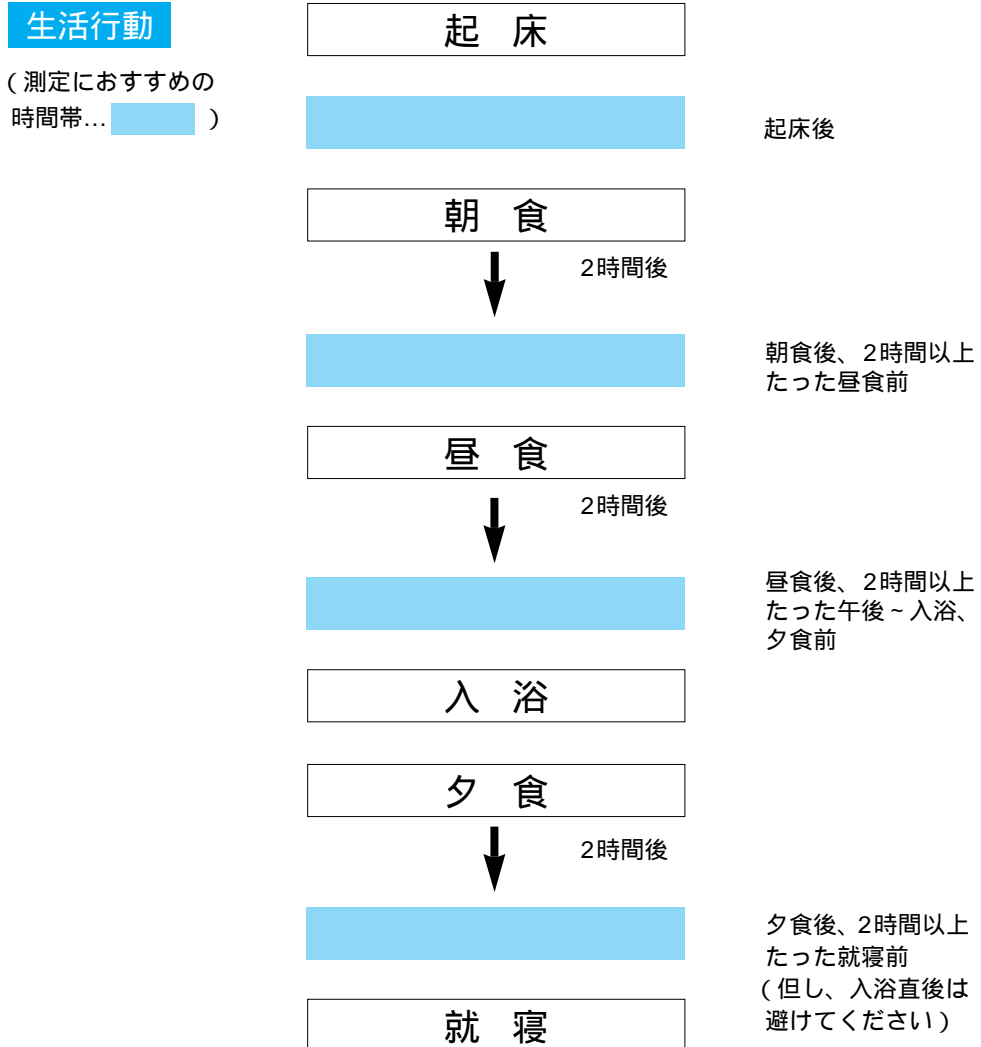 生活行動
(測定におすすめの
時間帯… )
起 床
起床後
朝 食
2時間後
朝食後、2時間以上
たった昼食前
昼 食
2時間後
昼食後、2時間以上
たった午後~入浴、
夕食前
入 浴
夕 食
2時間後
夕食後、2時間以上
たった就寝前
(但し、入浴直後は
避けてください)
就 寝